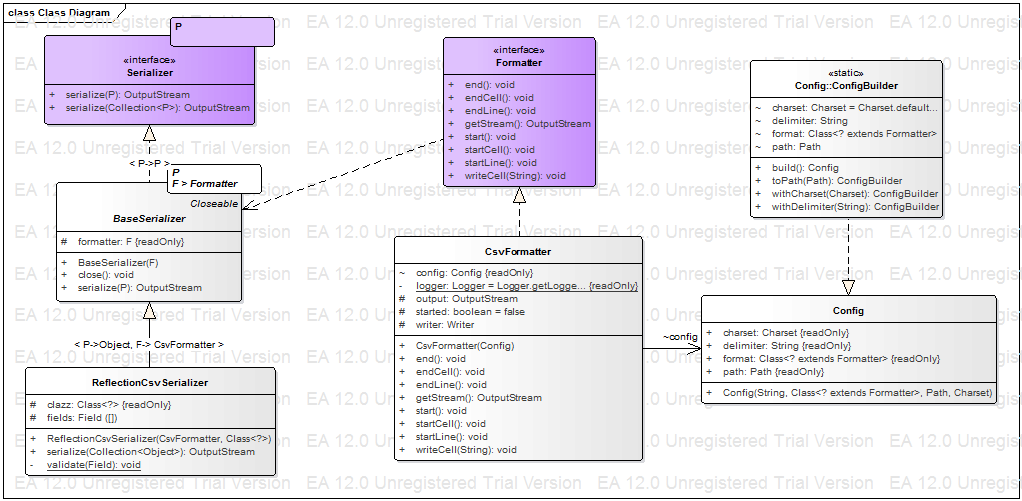 class Class Diagram
P
«interface»
Serializer
+ serialize(P): OutputStream
+ serialize(Collection<P>): OutputStream
< P->P >
P
F > Formatter
Closeable
BaseSerializer
# formatter: F {readOnly}
+ BaseSerializer(F)
+ close(): void
+ serialize(P): OutputStream
< P->Object, F-> CsvFormatter >
ReflectionCsvSerializer
# clazz: Class<?> {readOnly}
# fields: Field ([])
+ ReflectionCsvSerializer(CsvFormatter, Class<?>)
+ serialize(Collection<Object>): OutputStream
- validate(Field): void
«interface»
Formatter
+ end(): void
+ endCell(): void
+ endLine(): void
+ getStream(): OutputStream
+ start(): void
+ startCell(): void
+ startLine(): void
+ writeCell(String): void
CsvFormatter
~ config: Config {readOnly}
- logger: Logger = Logger.getLogge... {readOnly}
# output: OutputStream
# started: boolean = false
# writer: Writer
+ CsvFormatter(Config)
+ end(): void
+ endCell(): void
+ endLine(): void
+ getStream(): OutputStream
+ start(): void
+ startCell(): void
+ startLine(): void
+ writeCell(String): void
~config
«static»
Config::ConfigBuilder
~ charset: Charset = Charset.default...
~ delimiter: String
~ format: Class<? extends Formatter>
~ path: Path
+ build(): Config
+ toPath(Path): ConfigBuilder
+ withCharset(Charset): ConfigBuilder
+ withDelimiter(String): ConfigBuilder
Config
+ charset: Charset {readOnly}
+ delimiter: String {readOnly}
+ format: Class<? extends Formatter> {readOnly}
+ path: Path {readOnly}
+ Config(String, Class<? extends Formatter>, Path, Charset)
EA 12.0 Unregistered Trial Version